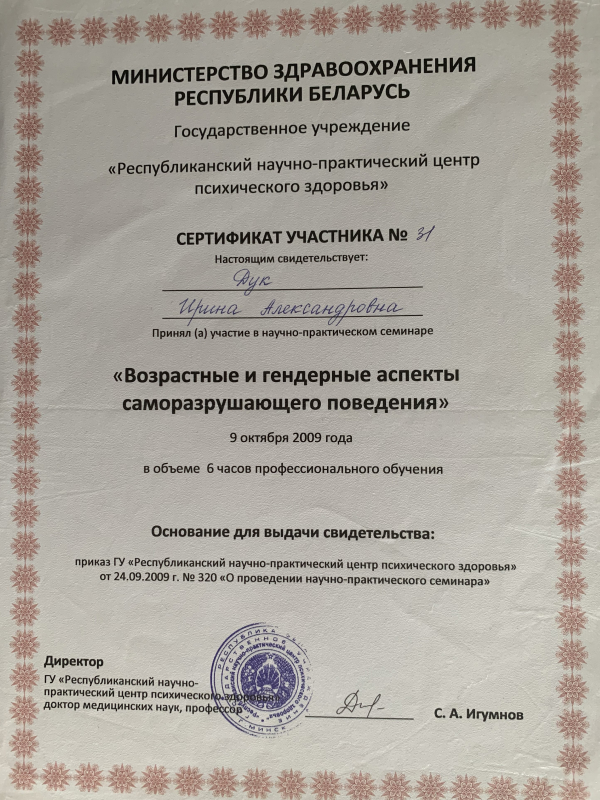 МИНИСТЕРСТВО ЗДРАВООХРАНЕНИЯ
РЕСПУБЛИКИ БЕЛАРУСЬ
Государственное учреждение
«Республиканский научно-практический центр
психического здоровья»
СЕРТИФИКАТ УЧАСТНИКА № 31
Настоящим свидетельствует:
Дук
Ирина Александровна
Принял (а) участие в научно-практическом семинаре
«Возрастные и гендерные аспекты
саморазрушающего поведения»
9 октября 2009 года
в объеме 6 часов профессионального обучения
Основание для выдачи свидетельства:
приказ ГУ «Республиканский научно-практический центр психического здоровья»
от 24.09.2009 г. № 320 «О проведении научно-практического семинара»
Директор
ГУ «Республиканский научно-
практический центр психического здоровья»
доктор медицинских наук, профессор
С. А. Игумнов
РЕСПУБЛИКА
Г. МИНСК